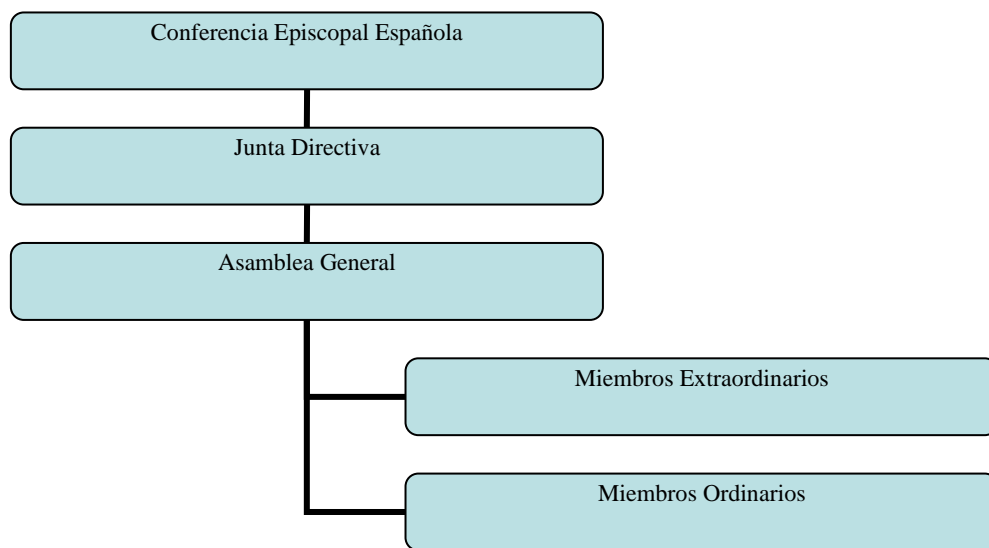 Conferencia Episcopal Española
Junta Directiva
Asamblea General
Miembros Extraordinarios
Miembros Ordinarios